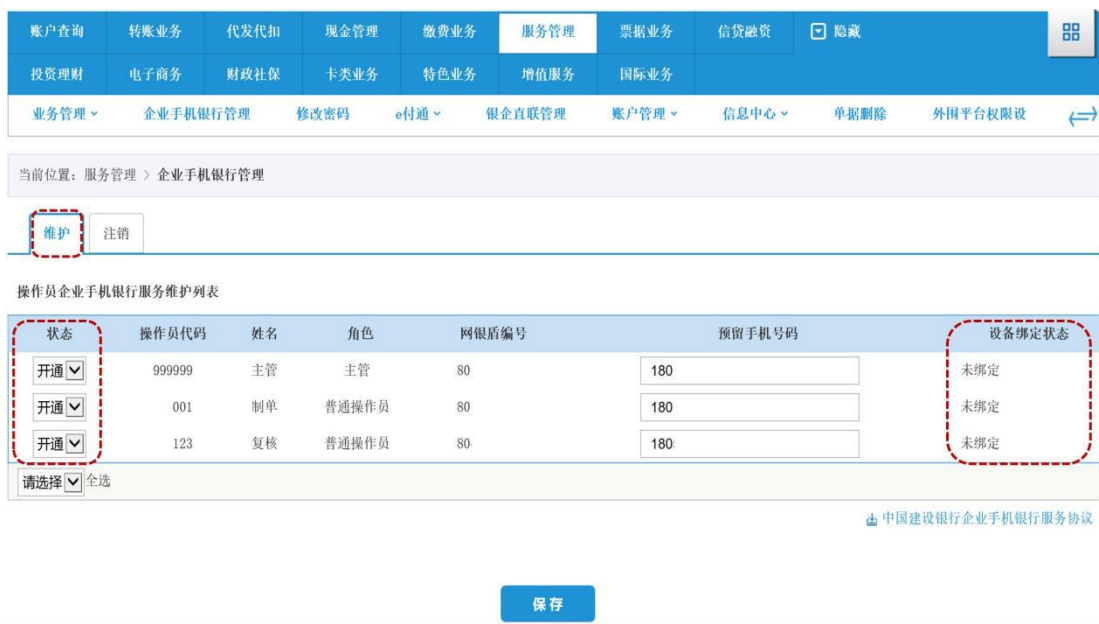 账户查询 转账业务 代发代扣 现金管理 缴费业务 服务管理 票据业务 信贷融资 隐藏
投资理财 电子商务 财政社保 卡类业务 特色业务 增值服务 国际业务
业务管理 企业手机银行管理 修改密码 e付通 银企直联管理 账户管理 信息中心 单据删除 外围平台权限设
当前位置: 服务管理 > 企业手机银行管理
维护 注销
操作员企业手机银行服务维护列表
状态 操作员代码 姓名 角色 网银盾编号 预留手机号码 设备绑定状态
开通 999999 主管 主管 80 180 未绑定
开通 001 制单 普通操作员 80 180 未绑定
开通 123 复核 普通操作员 80 180 未绑定
请选择 全选
中国建设银行企业手机银行服务协议
保存